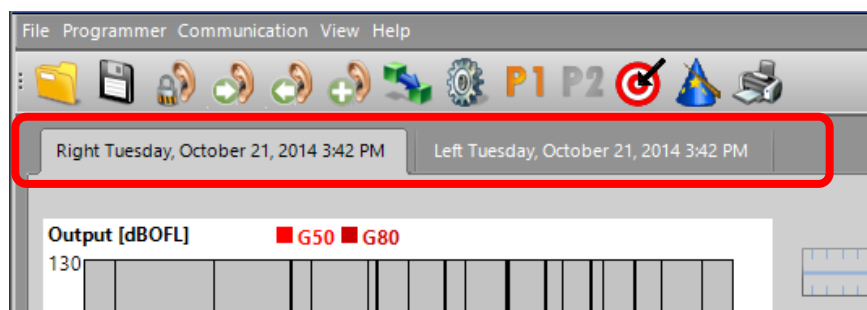 File Programmer Communication View Help
P1 P2
Right Tuesday, October 21, 2014 3:42 PM Left Tuesday, October 21, 2014 3:42 PM
Output [dBOFL] G50 G80
130